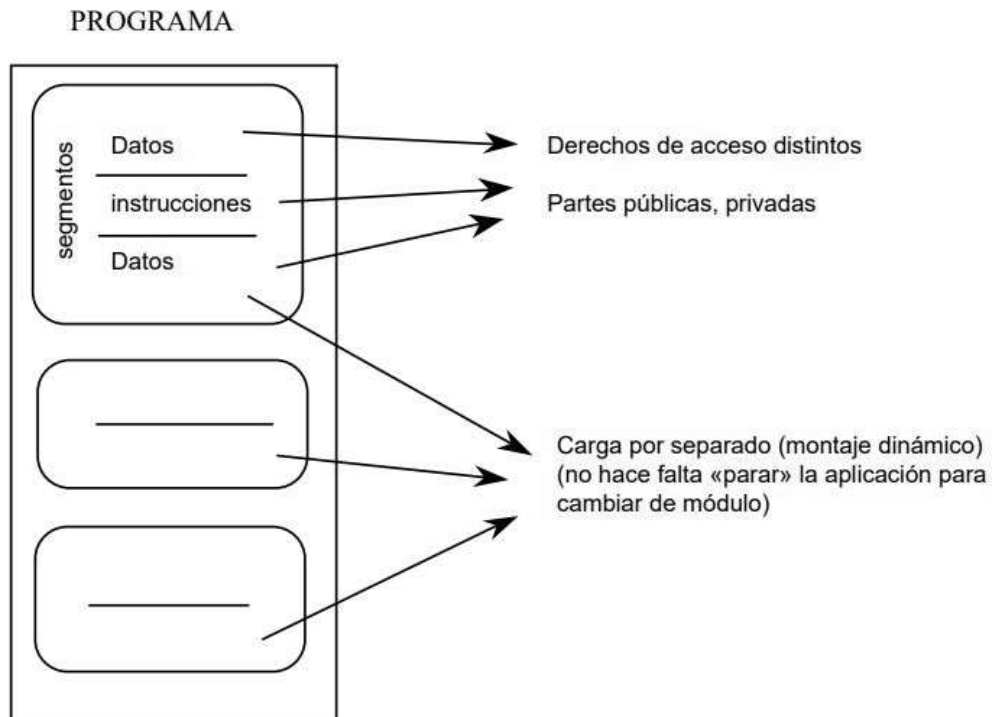 PROGRAMA
segmentos
Datos
instrucciones
Datos
Derechos de acceso distintos
Partes públicas, privadas
Carga por separado (montaje dinámico)
(no hace falta «parar» la aplicación para
cambiar de módulo)